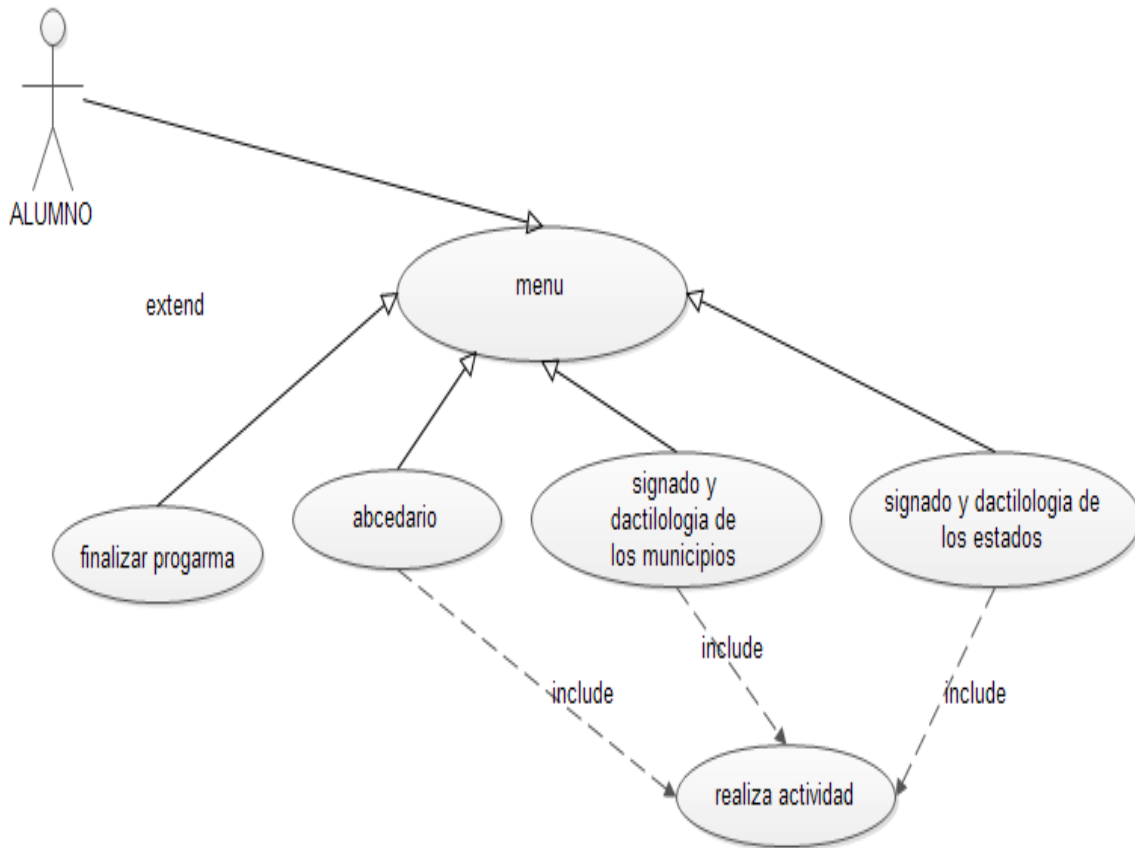 ALUMNO
menu
extend
finalizar progarma
abcedario
signado y
dactilologia de
los municipios
signado y dactilologia de
los estados
include
include
include
realiza actividad